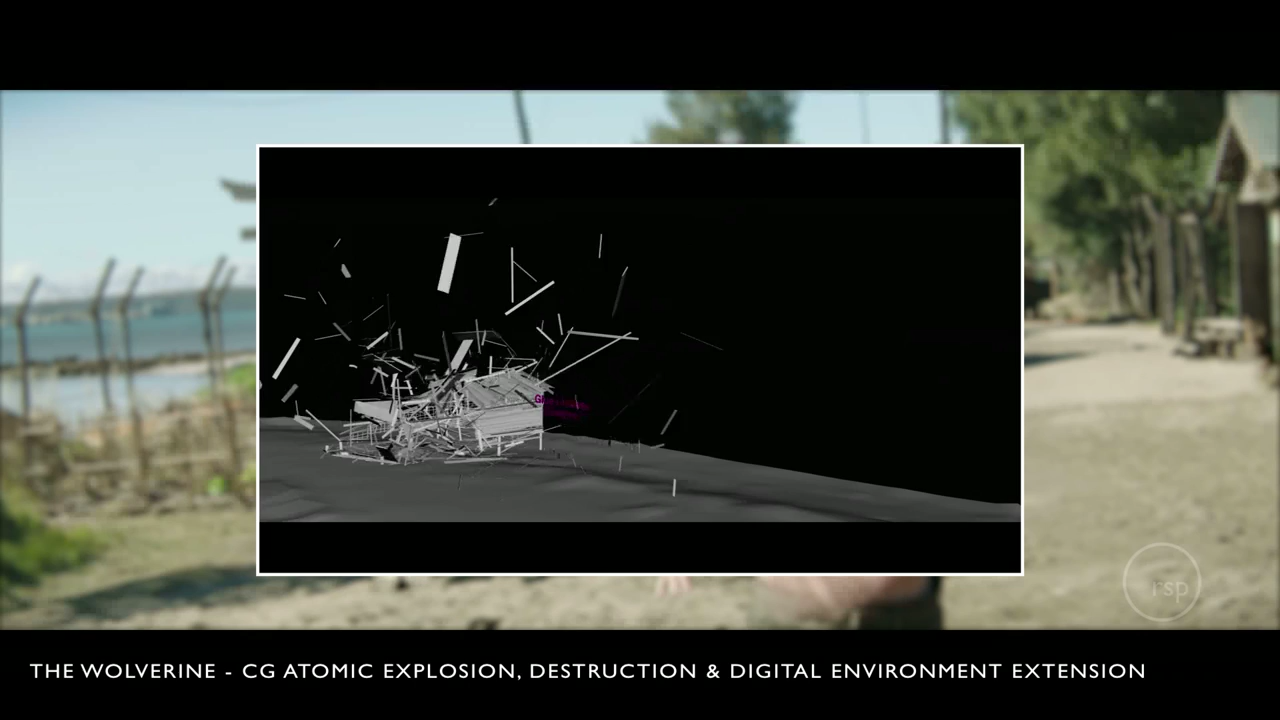 rsp
THE WOLVERINE - CG ATOMIC EXPLOSION, DESTRUCTION & DIGITAL ENVIRONMENT EXTENSION